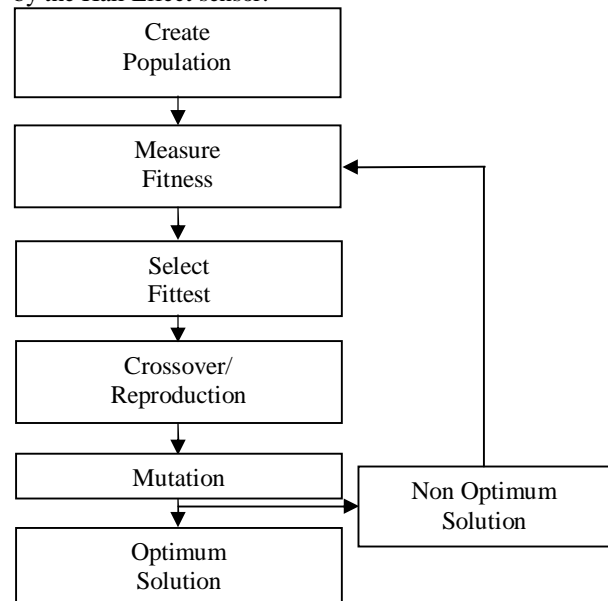 by the Hall Effect sensor.
Create
Population
Measure
Fitness
Select
Fittest
Crossover/
Reproduction
Mutation
Non Optimum
Solution
Optimum
Solution